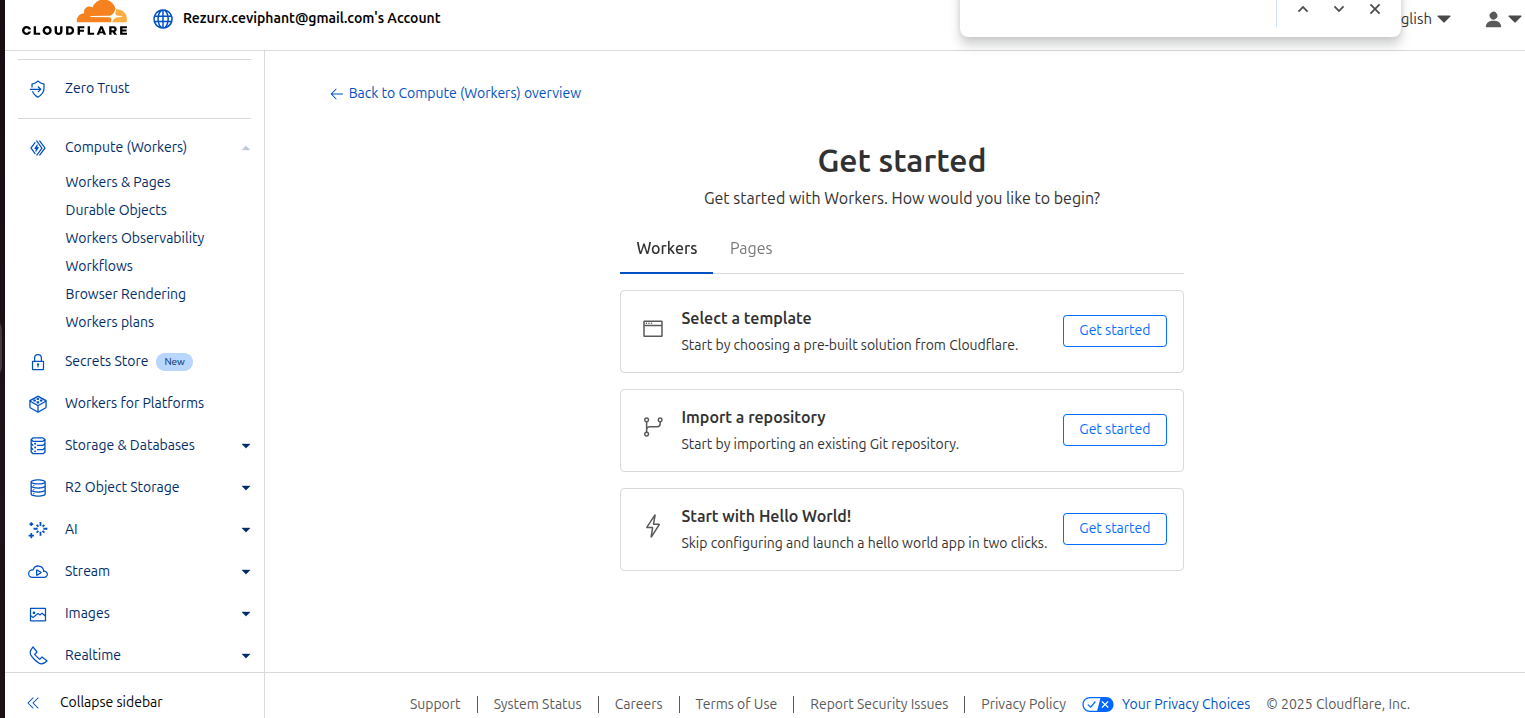 CLOUDFLARE
Rezurx.ceviphant@gmail.com's Account
glish
Zero Trust
Compute (Workers)
Workers & Pages
Durable Objects
Workers Observability
Workflows
Browser Rendering
Workers plans
Secrets Store New
Workers for Platforms
Storage & Databases
R2 Object Storage
AI
Stream
Images
Realtime
Collapse sidebar
Back to Compute (Workers) overview
Get started
Get started with Workers. How would you like to begin?
Workers Pages
Select a template
Start by choosing a pre-built solution from Cloudflare.
Get started
Import a repository
Start by importing an existing Git repository.
Get started
Start with Hello World!
Skip configuring and launch a hello world app in two clicks.
Get started
Support System Status Careers Terms of Use Report Security Issues Privacy Policy Your Privacy Choices © 2025 Cloudflare, Inc.